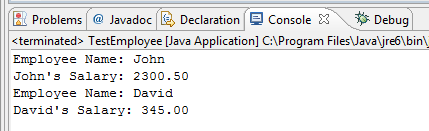 Problems @ Javadoc Declaration Console Debug
<terminated> TestEmployee [Java Application] C:\Program Files\Java\jre6\bin\j
Employee Name: John
John's Salary: 2300.50
Employee Name: David
David's Salary: 345.00